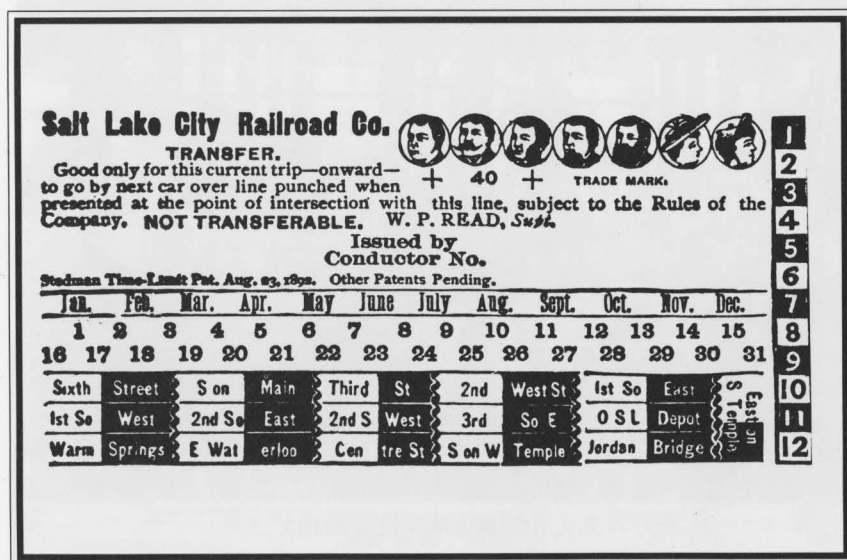 Salt Lake City Railroad Co.
TRANSFER.
Good only for this current trip—onward—
to go by next car over line punched when
presented at the point of intersection with this line, subject to the Rules of the
Company. NOT TRANSFERABLE. W. P. READ, Supt.
+ 40 + TRADE MARK.
Issued by
Conductor No.
Stedman Time-Limit Pat. Aug. 23, 1892. Other Patents Pending.
Jan. Feb. Mar. Apr. May June July Aug. Sept. Oct. Nov. Dec.
1 2 3 4 5 6 7 8 9 10 11 12 13 14 15
16 17 18 19 20 21 22 23 24 25 26 27 28 29 30 31
Sixth Street S on Main Third St 2nd West St 1st So East
1st So West 2nd So East 2nd S West 3rd So E O S L Depot
Warm Springs E Waterloo Centre St S on W Temple Jordan Bridge
East on
S Temple
1
2
3
4
5
6
7
8
9
10
11
12